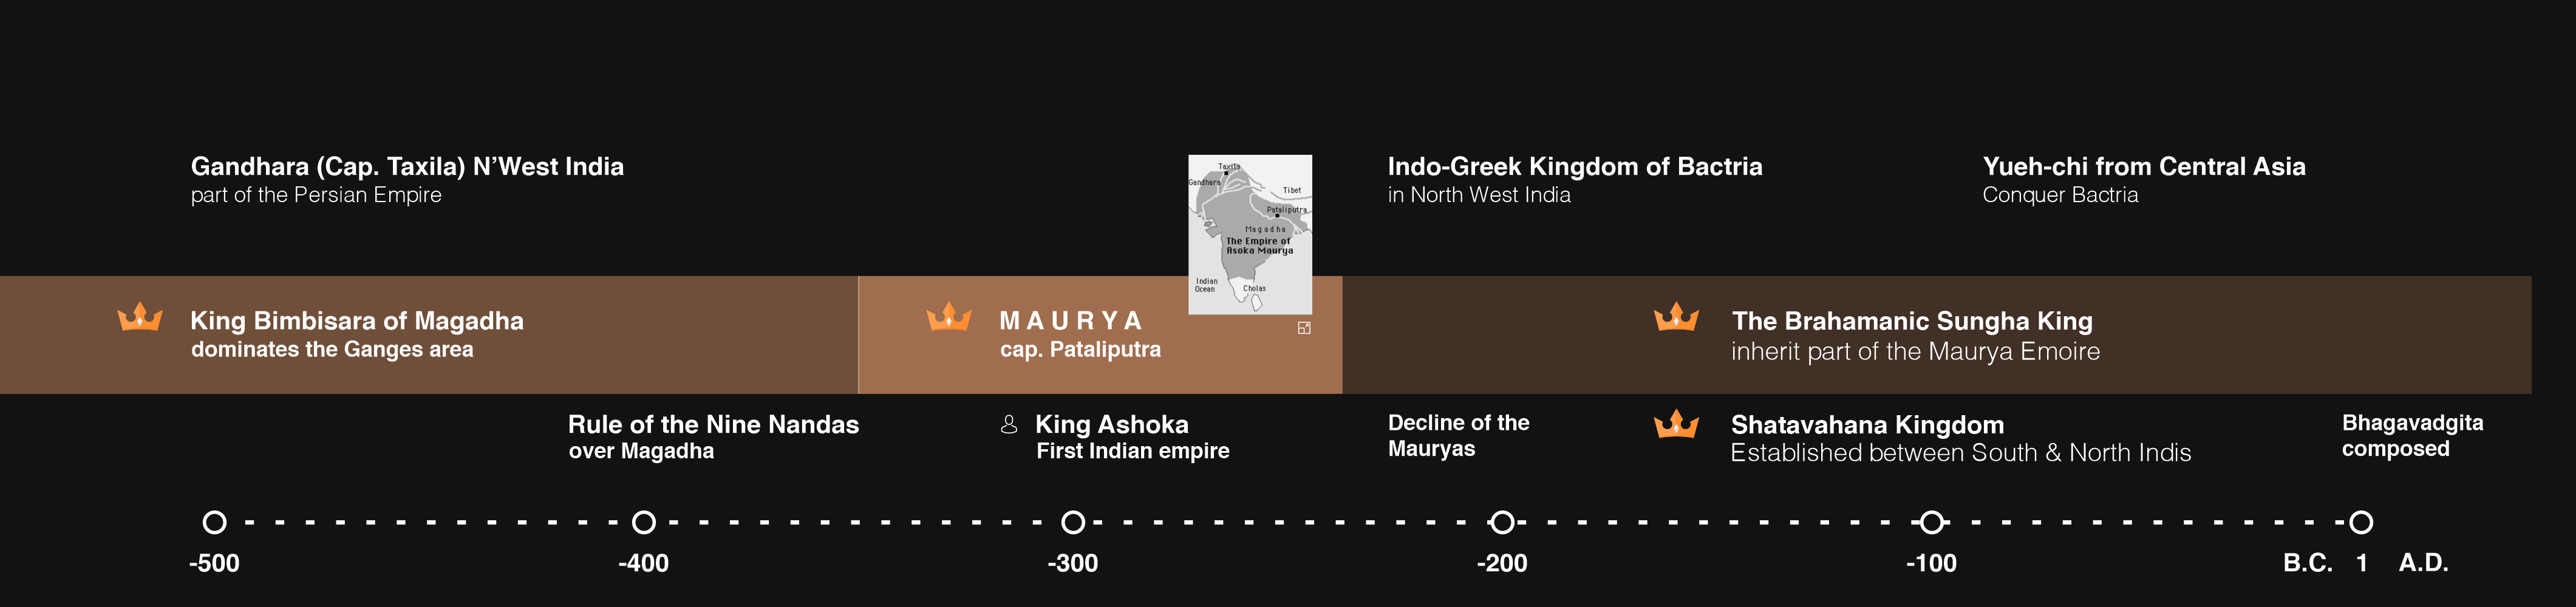 Gandhara (Cap. Taxila) N’West India
part of the Persian Empire
Taxila
Gandhara
Tibet
Pataliputra
Magadha
The Empire of
Asoka Maurya
Indian
Ocean
Cholas
Indo-Greek Kingdom of Bactria
in North West India
Yueh-chi from Central Asia
Conquer Bactria
King Bimbisara of Magadha
dominates the Ganges area
MAURYA
cap. Pataliputra
The Brahamanic Sungha King
inherit part of the Maurya Emoire
Rule of the Nine Nandas
over Magadha
King Ashoka
First Indian empire
Decline of the
Mauryas
Shatavahana Kingdom
Established between South & North Indis
Bhagavadgita
composed
-500
-400
-300
-200
-100
B.C. 1 A.D.